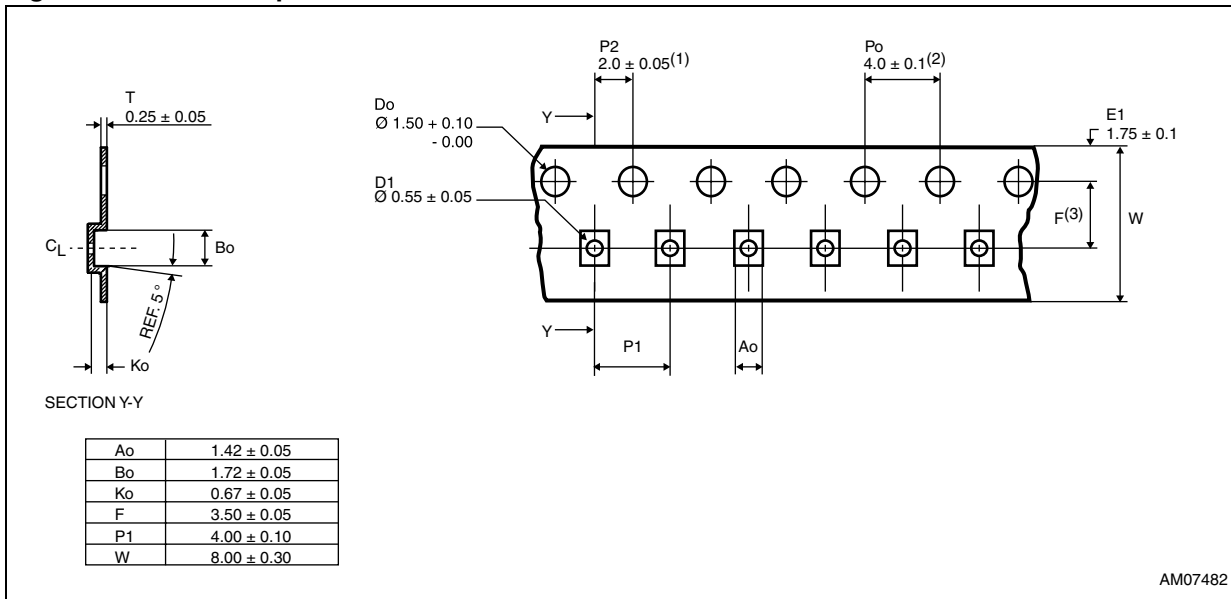 P2
2.0 ± 0.05(1)
Po
4.0 ± 0.1(2)
T
0.25 ± 0.05
Do
Ø 1.50 + 0.10
- 0.00
Y
E1
1.75 ± 0.1
D1
Ø 0.55 ± 0.05
F(3)
W
CL
Bo
REF. 5°
Y
P1
Ao
Ko
SECTION Y-Y
Ao 1.42 ± 0.05
Bo 1.72 ± 0.05
Ko 0.67 ± 0.05
F 3.50 ± 0.05
P1 4.00 ± 0.10
W 8.00 ± 0.30
AM07482